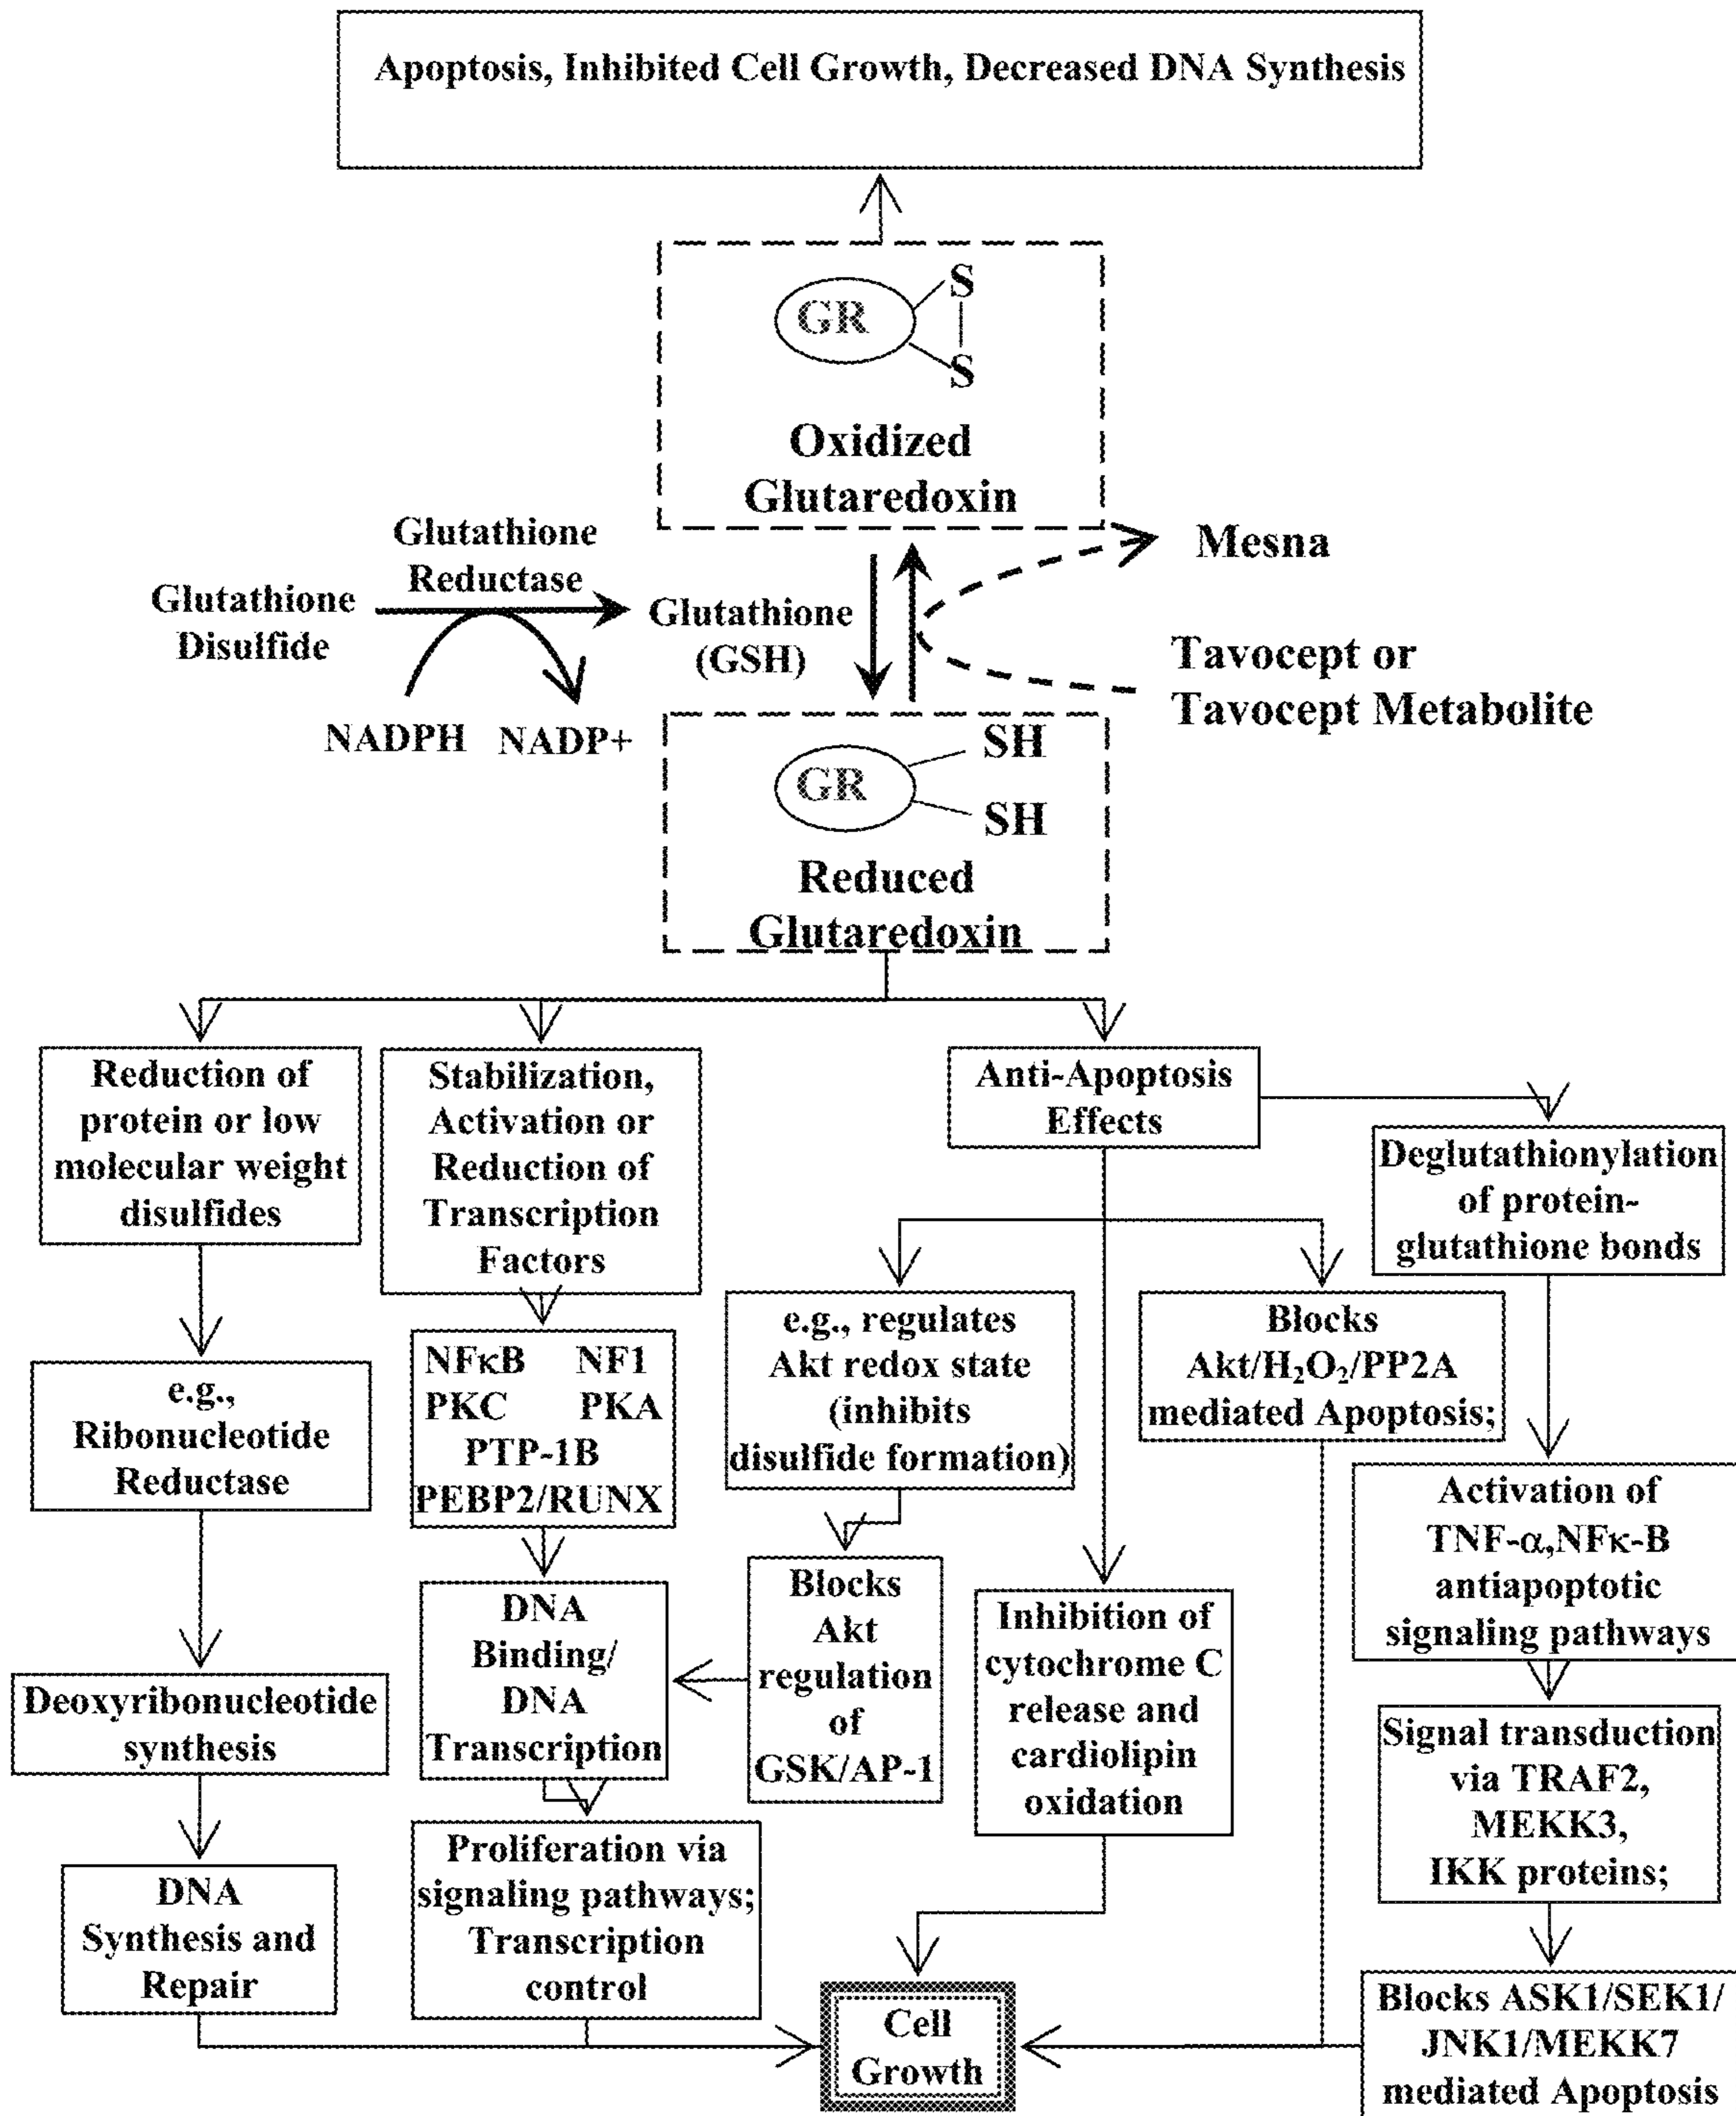 Apoptosis, Inhibited Cell Growth, Decreased DNA Synthesis
GR
S
S
Oxidized
Glutaredoxin
Glutathione
Reductase
Glutathione
Disulfide
NADPH NADP+
Glutathione
(GSH)
Mesna
Tavocept or
Tavocept Metabolite
GR
SH
SH
Reduced
Glutaredoxin
Reduction of
protein or low
molecular weight
disulfides
e.g.,
Ribonucleotide
Reductase
Deoxyribonucleotide
synthesis
DNA
Synthesis and
Repair
Stabilization,
Activation or
Reduction of
Transcription
Factors
NFκB NF1
PKC PKA
PTP-1B
PEBP2/RUNX
DNA
Binding/
DNA
Transcription
Proliferation via
signaling pathways;
Transcription
control
Anti-Apoptosis
Effects
e.g., regulates
Akt redox state
(inhibits
disulfide formation)
Blocks
Akt
regulation
of
GSK/AP-1
Inhibition of
cytochrome C
release and
cardiolipin
oxidation
Blocks
Akt/H₂O₂/PP2A
mediated Apoptosis;
Deglutathionylation
of protein-
glutathione bonds
Activation of
TNF-α,NFκ-B
antiapoptotic
signaling pathways
Signal transduction
via TRAF2,
MEKK3,
IKK proteins;
Blocks ASK1/SEK1/
JNK1/MEKK7
mediated Apoptosis
Cell
Growth